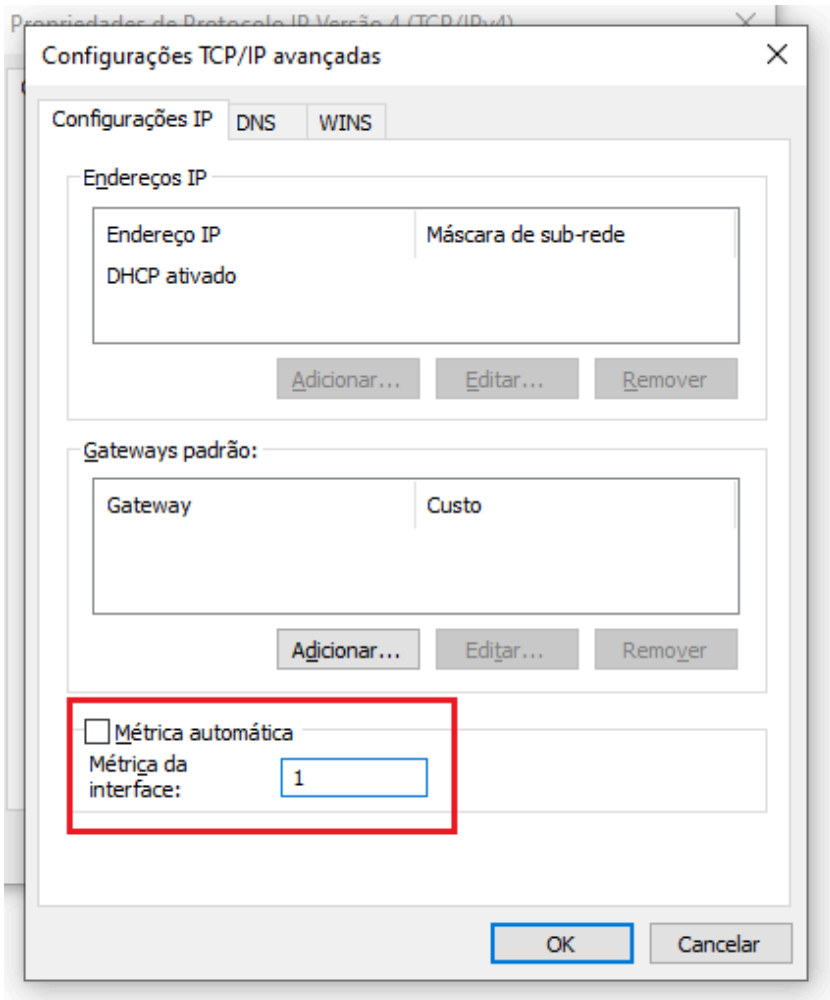 Propriedades de Protocolo IP Versão 4 (TCP/IPv4)
Configurações TCP/IP avançadas
Configurações IP
DNS
WINS
Endereços IP
Endereço IP
Máscara de sub-rede
DHCP ativado
Adicionar...
Editar...
Remover
Gateways padrão:
Gateway
Custo
Adicionar...
Editar...
Remover
Métrica automática
Métrica da
interface:
1
OK
Cancelar